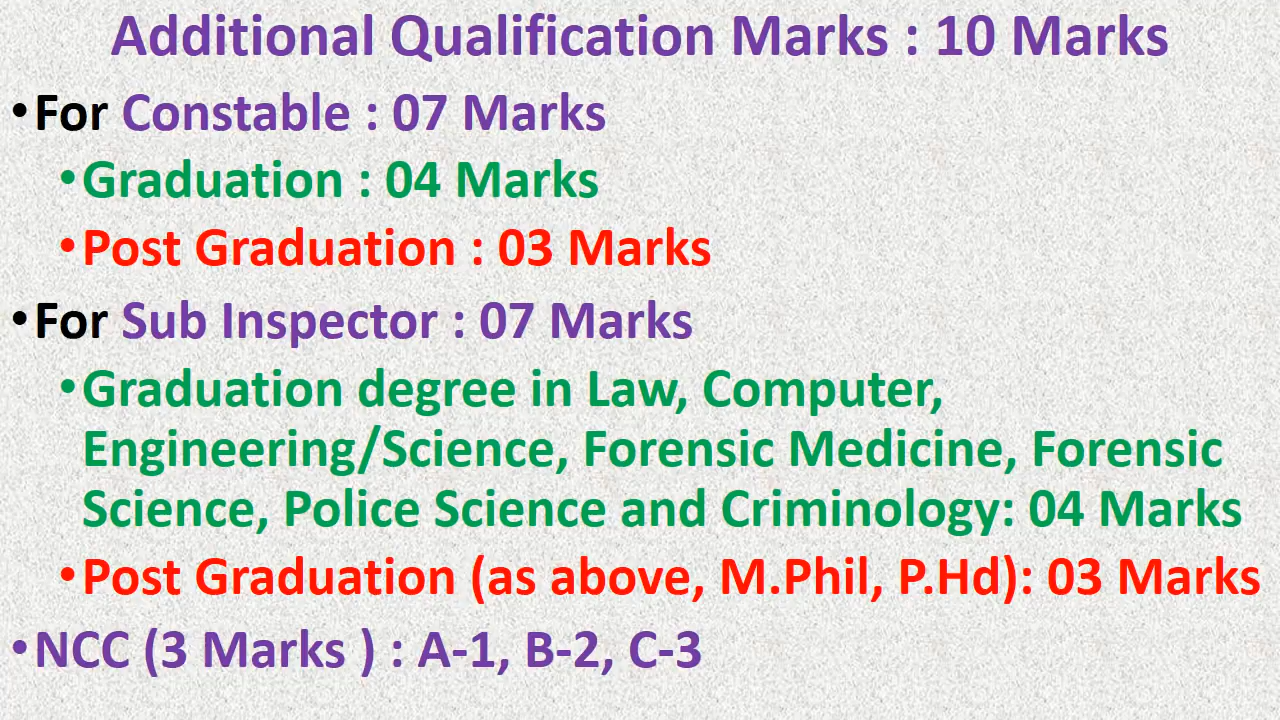 Additional Qualification Marks : 10 Marks
•For Constable : 07 Marks
•Graduation : 04 Marks
•Post Graduation : 03 Marks
•For Sub Inspector : 07 Marks
•Graduation degree in Law, Computer,
Engineering/Science, Forensic Medicine, Forensic
Science, Police Science and Criminology: 04 Marks
•Post Graduation (as above, M.Phil, P.Hd): 03 Marks
•NCC (3 Marks ) : A-1, B-2, C-3